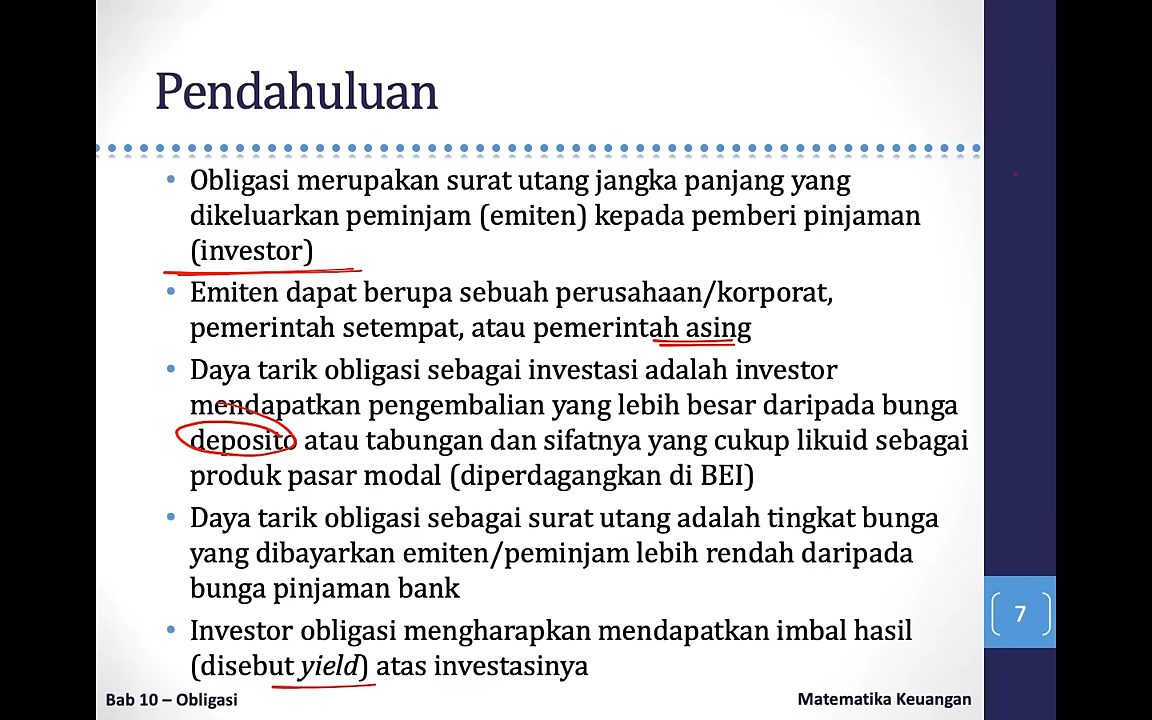 Pendahuluan
• Obligasi merupakan surat utang jangka panjang yang
dikeluarkan peminjam (emiten) kepada pemberi pinjaman
(investor)
• Emiten dapat berupa sebuah perusahaan/korporat,
pemerintah setempat, atau pemerintah asing
• Daya tarik obligasi sebagai investasi adalah investor
mendapatkan pengembalian yang lebih besar daripada bunga
deposito atau tabungan dan sifatnya yang cukup likuid sebagai
produk pasar modal (diperdagangkan di BEI)
• Daya tarik obligasi sebagai surat utang adalah tingkat bunga
yang dibayarkan emiten/peminjam lebih rendah daripada
bunga pinjaman bank
• Investor obligasi mengharapkan mendapatkan imbal hasil
(disebut yield) atas investasinya
7
Bab 10 – Obligasi
Matematika Keuangan